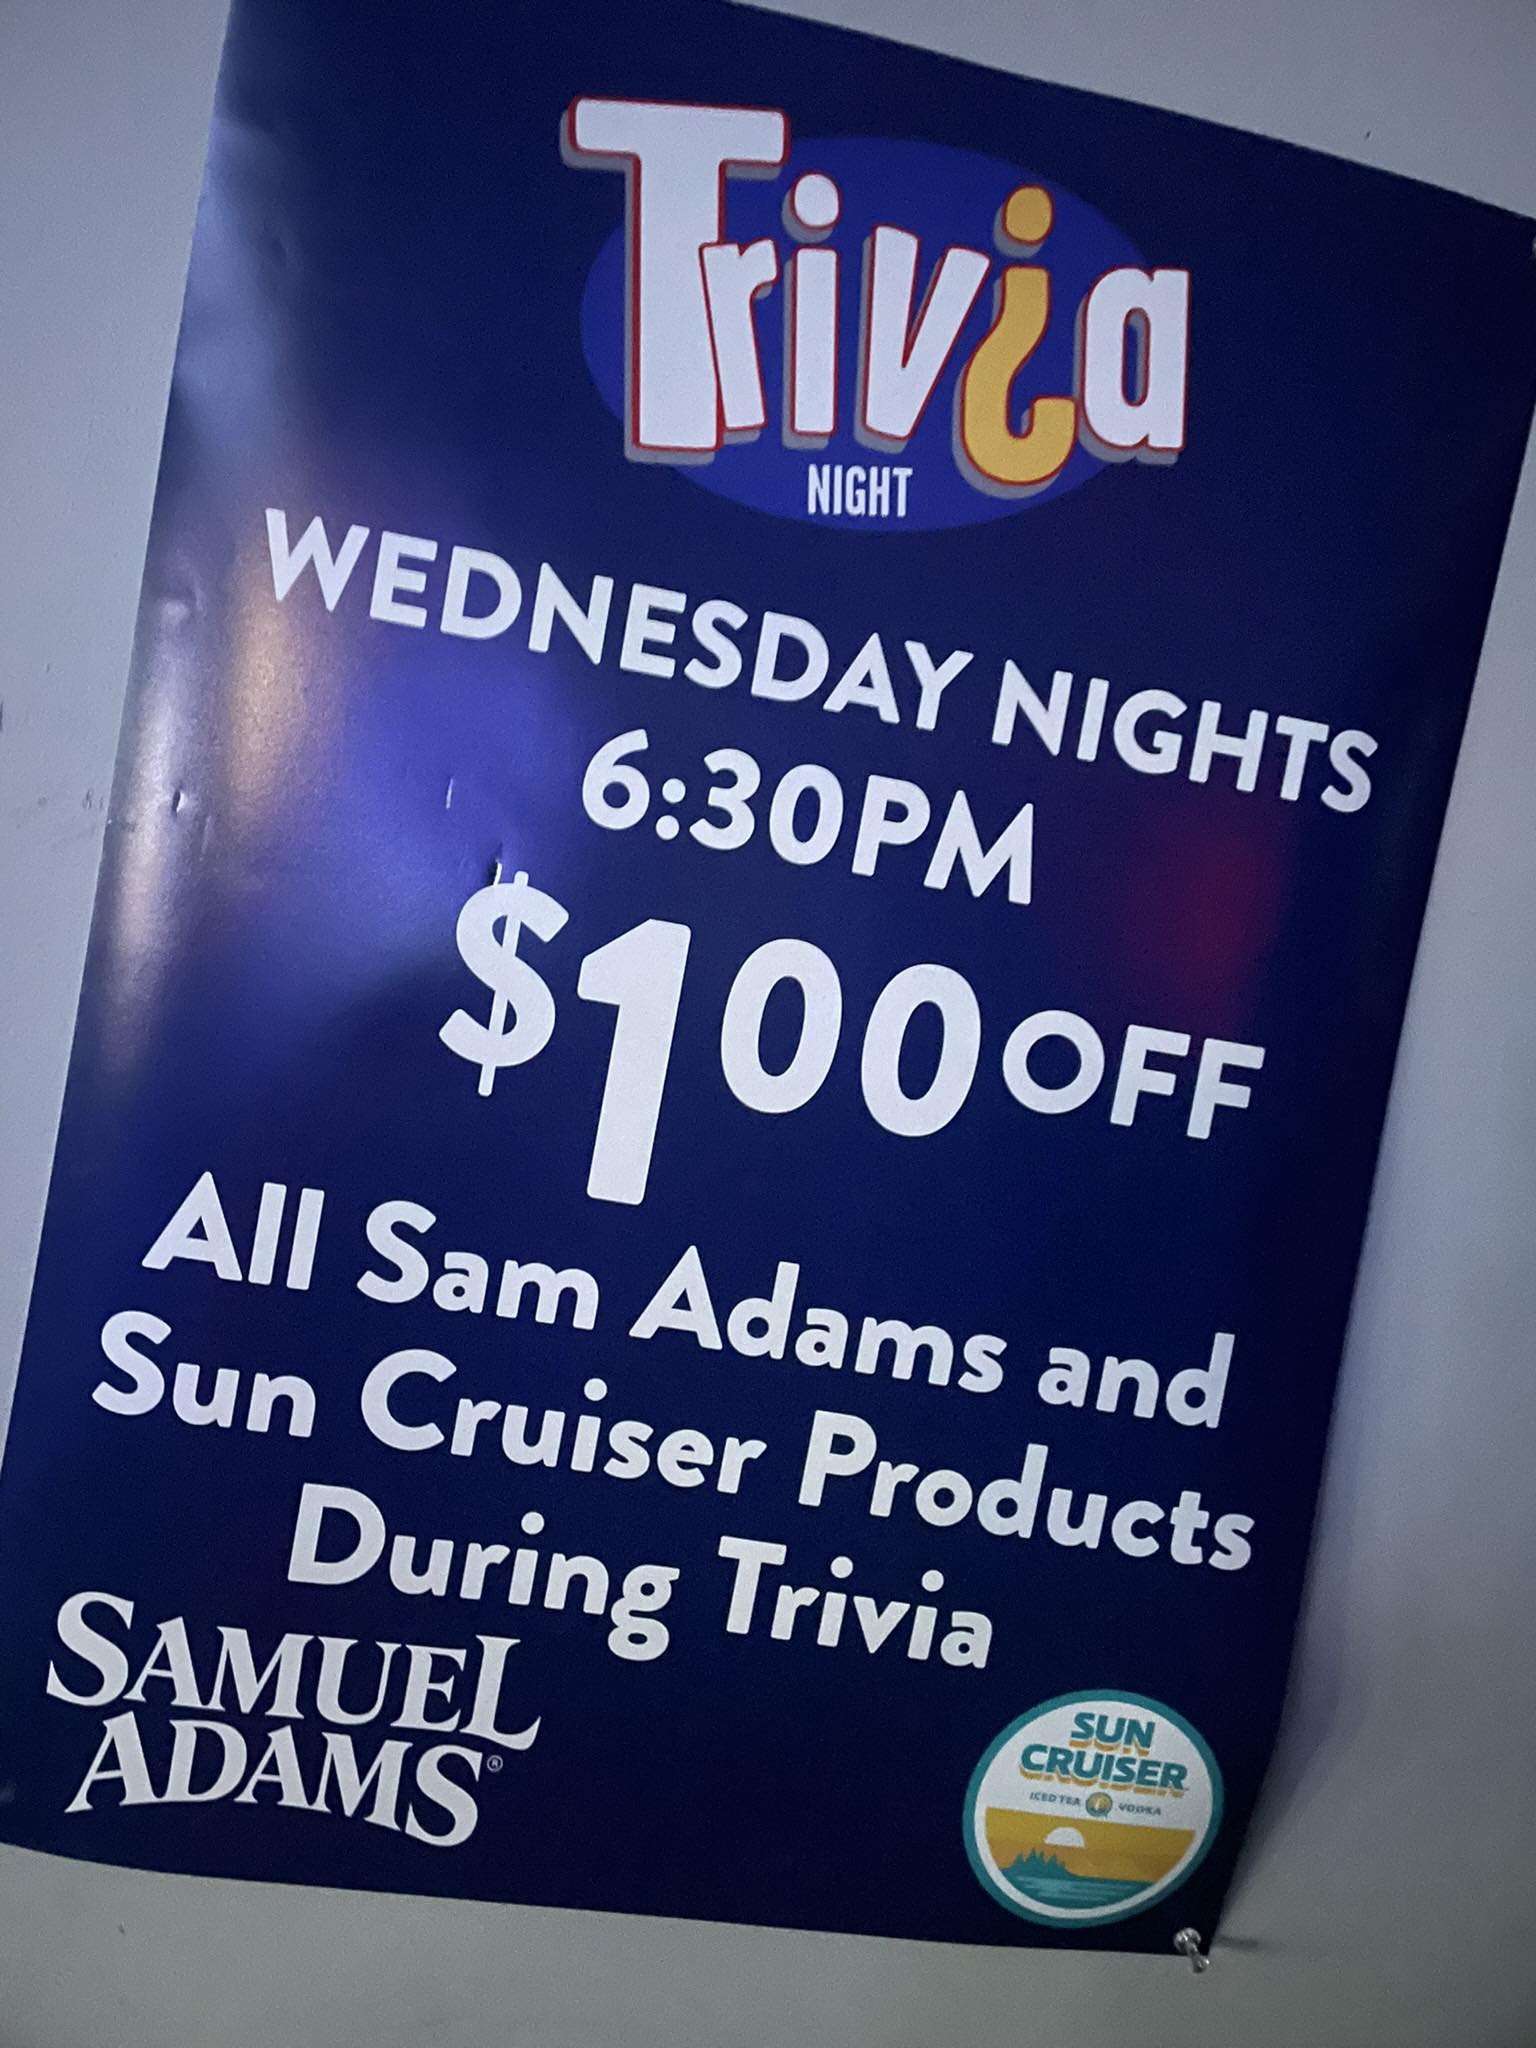 Trivia
NIGHT
WEDNESDAY NIGHTS
6:30PM
$100 OFF
All Sam Adams and
Sun Cruiser Products
During Trivia
SAMUEL
ADAMS®
SUN
CRUISER
ICED TEA VODKA